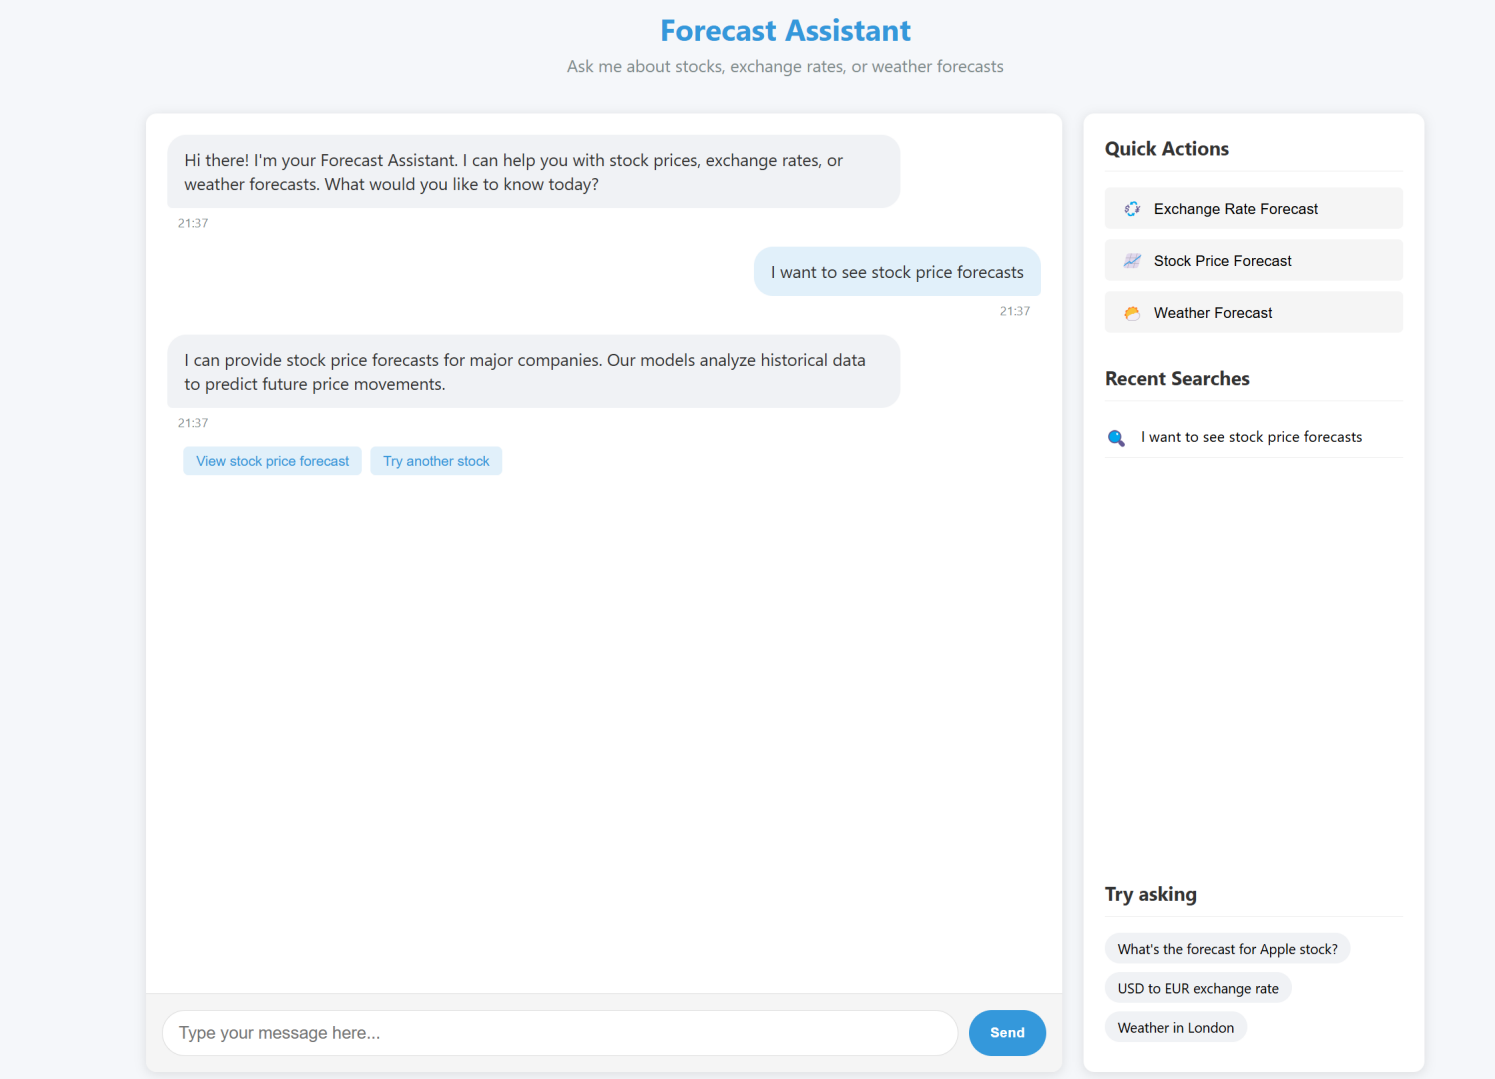 Forecast Assistant
Ask me about stocks, exchange rates, or weather forecasts
Hi there! I'm your Forecast Assistant. I can help you with stock prices, exchange rates, or
weather forecasts. What would you like to know today?
21:37
I want to see stock price forecasts
21:37
I can provide stock price forecasts for major companies. Our models analyze historical data
to predict future price movements.
21:37
View stock price forecast
Try another stock
Type your message here...
Send
Quick Actions
Exchange Rate Forecast
Stock Price Forecast
Weather Forecast
Recent Searches
I want to see stock price forecasts
Try asking
What's the forecast for Apple stock?
USD to EUR exchange rate
Weather in London